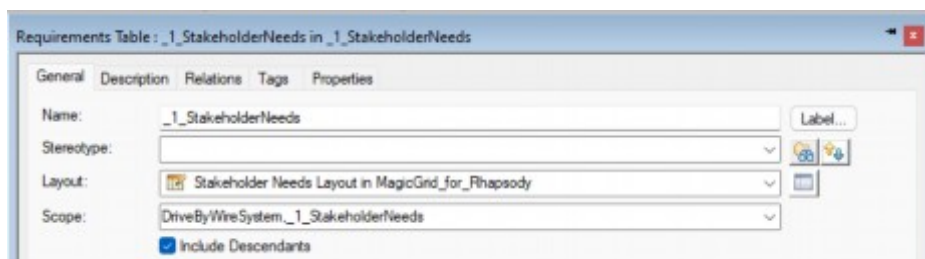 Requirements Table : _1_StakeholderNeeds in _1_StakeholderNeeds
General Description Relations Tags Properties
Name: _1_StakeholderNeeds Label...
Stereotype:
Layout: Stakeholder Needs Layout in MagicGrid_for_Rhapsody
Scope: DriveByWireSystem._1_StakeholderNeeds
Include Descendants